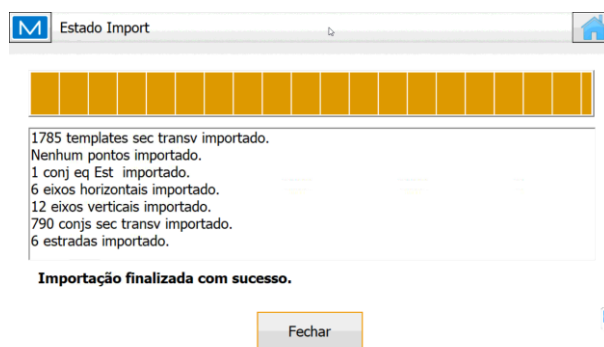 M Estado Import
1785 templates sec transv importado.
Nenhum pontos importado.
1 conj eq Est importado.
6 eixos horizontais importado.
12 eixos verticais importado.
790 conjs sec transv importado.
6 estradas importado.
Importação finalizada com sucesso.
Fechar